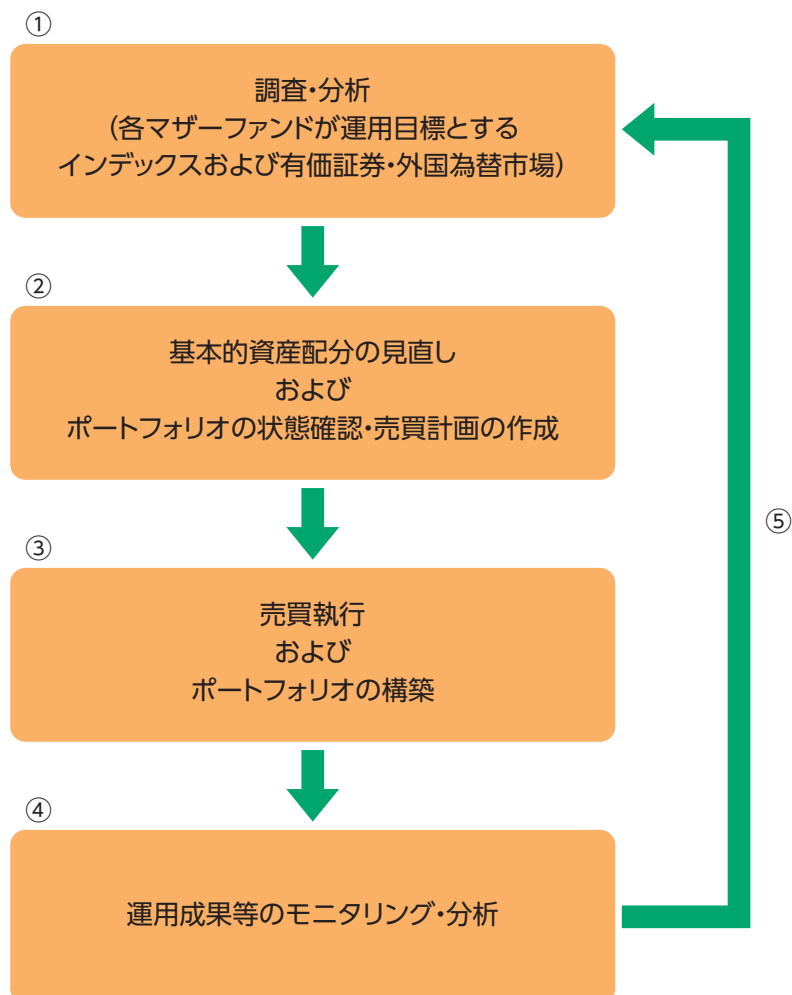 ①
調査・分析
（各マザーファンドが運用目標とする
インデックスおよび有価証券・外国為替市場）
②
基本的資産配分の見直し
および
ポートフォリオの状態確認・売買計画の作成
③
売買執行
および
ポートフォリオの構築
④
運用成果等のモニタリング・分析
⑤